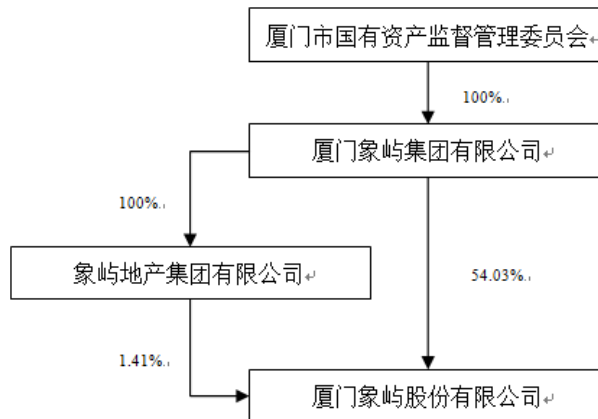 厦门市国有资产监督管理委员会
100%
厦门象屿集团有限公司
100%
象屿地产集团有限公司
54.03%
1.41%
厦门象屿股份有限公司